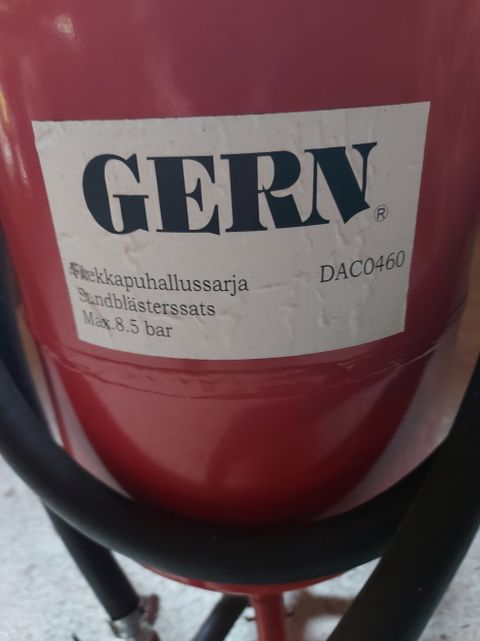 GERN®
Hiekkapuhallussarja DAC0460
Sandblästerssats
Max.8.5 bar